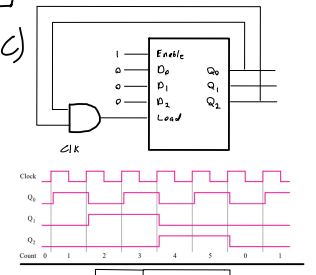 c)
1 Enable
0 D0 Q0
0 D1 Q1
0 D2 Q2
Load
Clk
Clock
Q0
Q1
Q2
Count 0 1 2 3 4 5 0 1